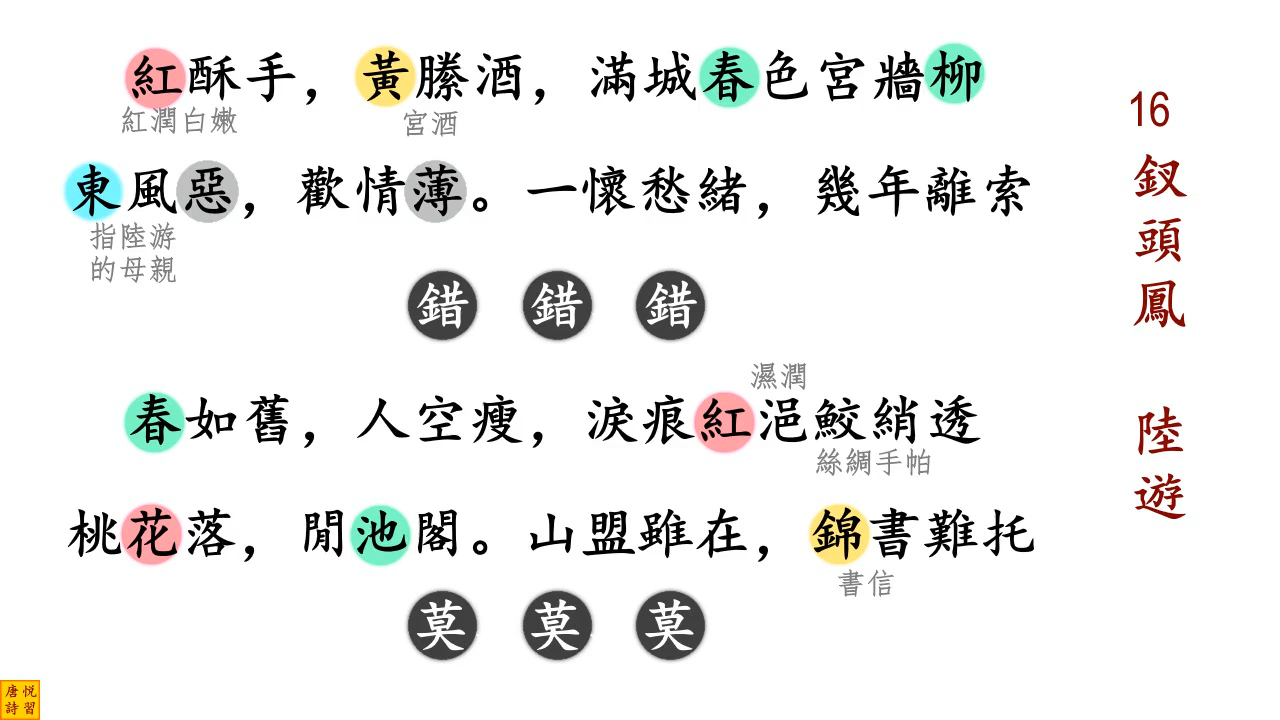 紅酥手，黃縢酒，滿城春色宮牆柳
紅潤白嫩
宮酒
東風惡，歡情薄。一懷愁緒，幾年離索
指陸游
的母親
錯 錯 錯
濕潤
春如舊，人空瘦，淚痕紅浥鮫綃透
絲綢手帕
桃花落，閒池閣。山盟雖在，錦書難托
書信
莫 莫 莫
16
釵頭鳳
陸遊
悅習
唐詩